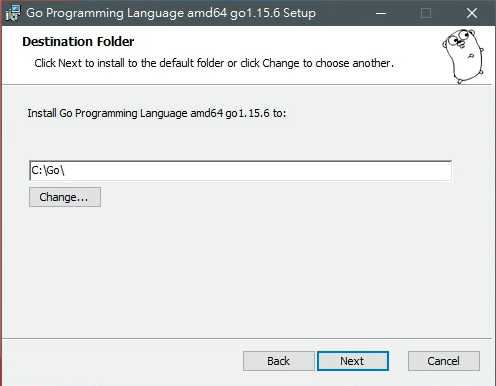 Go Programming Language amd64 go1.15.6 Setup
Destination Folder
Click Next to install to the default folder or click Change to choose another.
Install Go Programming Language amd64 go1.15.6 to:
C:\Go\
Change...
Back
Next
Cancel